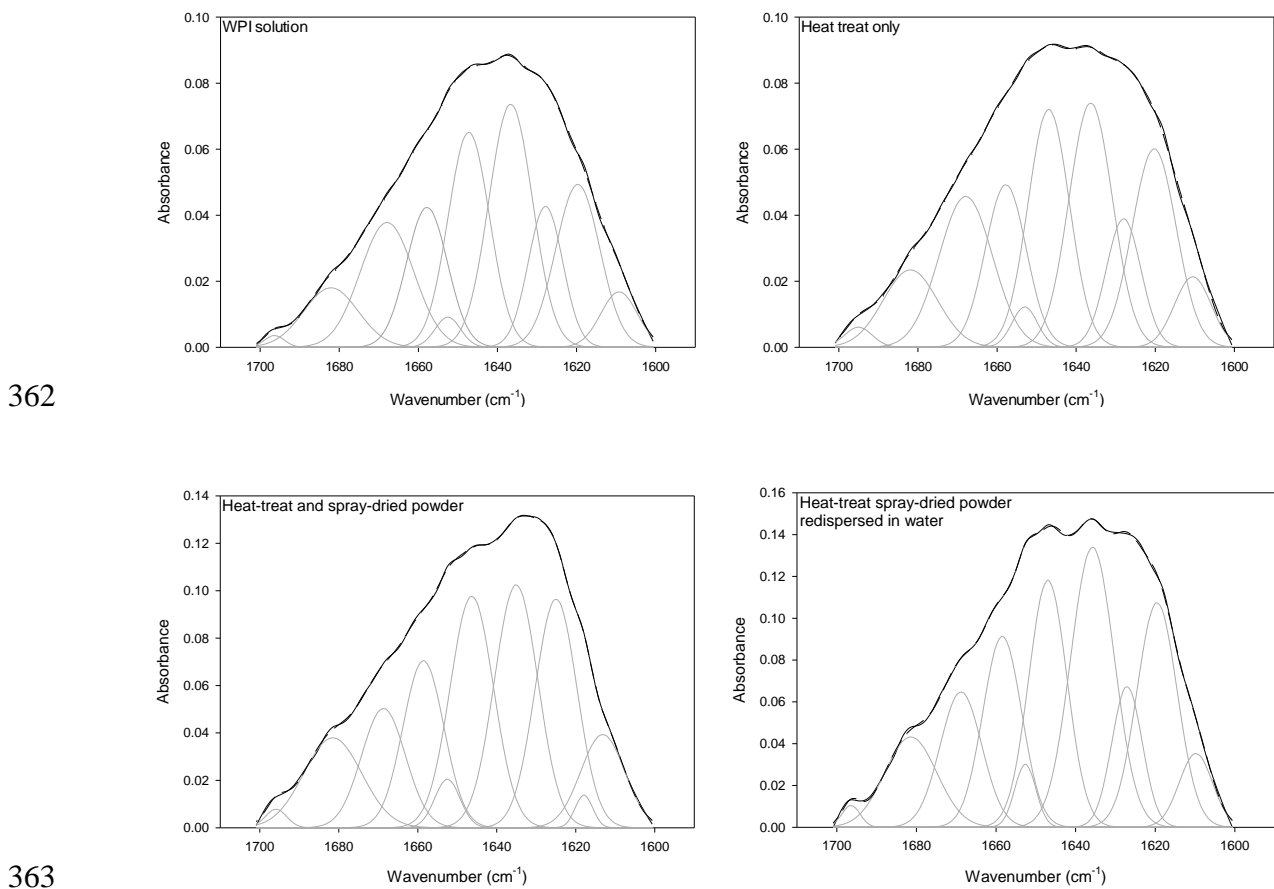 WPI solution
0.10
0.08
0.06
0.04
0.02
0.00
Absorbance
1700 1680 1660 1640 1620 1600
Wavenumber (cm⁻¹)
Heat treat only
0.10
0.08
0.06
0.04
0.02
0.00
Absorbance
1700 1680 1660 1640 1620 1600
Wavenumber (cm⁻¹)
362
Heat-treat and spray-dried powder
0.14
0.12
0.10
0.08
0.06
0.04
0.02
0.00
Absorbance
1700 1680 1660 1640 1620 1600
Wavenumber (cm⁻¹)
Heat-treat spray-dried powder
redispersed in water
0.16
0.14
0.12
0.10
0.08
0.06
0.04
0.02
0.00
Absorbance
1700 1680 1660 1640 1620 1600
Wavenumber (cm⁻¹)
363